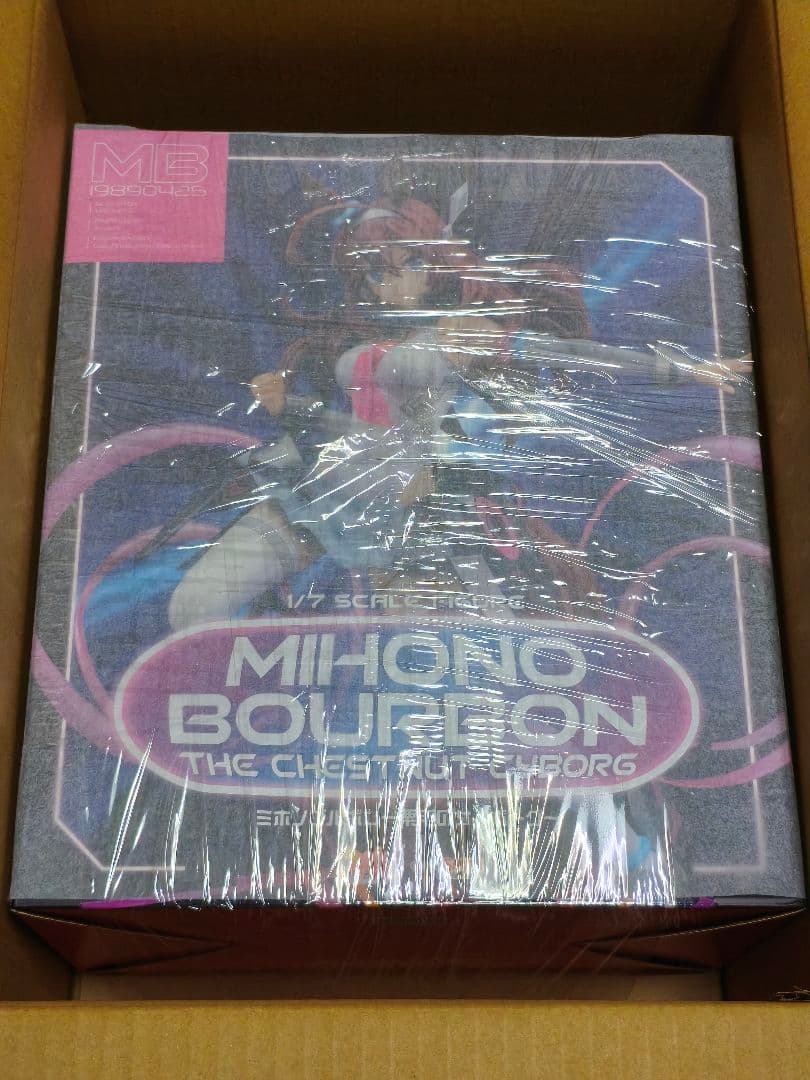 MB
19890425
1/7 SCALE FIGURE
MIHONO
BOURBON
THE CHESTNUT CYBORG